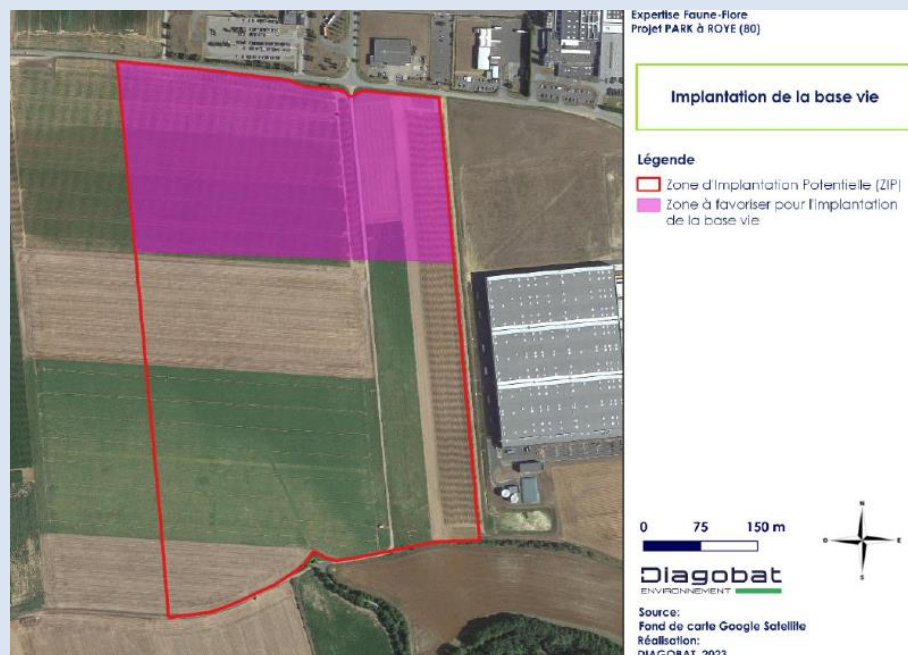 Expertise Faune-Flore
Projet PARK à ROYE (80)
Implantation de la base vie
Légende
Zone d'Implantation Potentielle (ZIP)
Zone à favoriser pour l'implantation
de la base vie
0 75 150 m
N
O E
S
Diagobat
ENVIRONNEMENT
Source:
Fond de carte Google Satellite
Réalisation:
DIAGOBAT, 2023